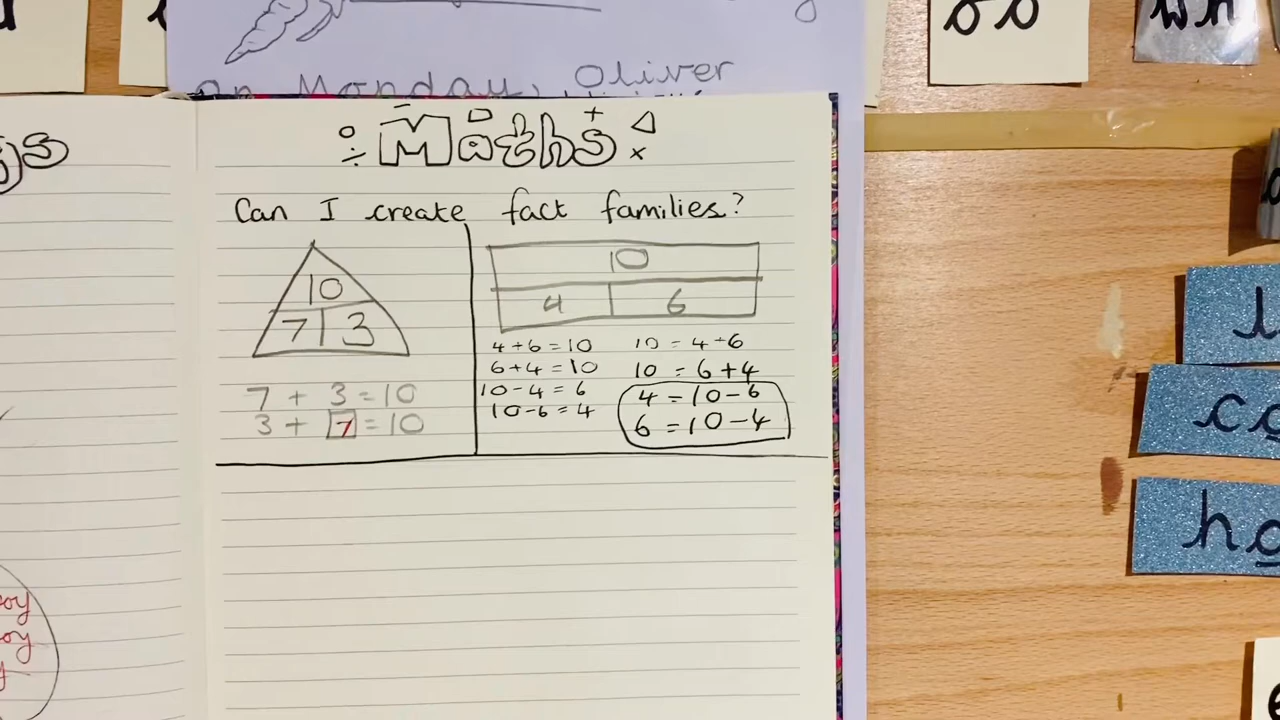 on Monday, Oliver
÷ Maths ×
Can I create fact families?
10
7 3
7 + 3 = 10
3 + 7 = 10
10
4 6
4 + 6 = 10
6 + 4 = 10
10 - 4 = 6
10 - 6 = 4
10 = 4 + 6
10 = 6 + 4
4 = 10 - 6
6 = 10 - 4
wh